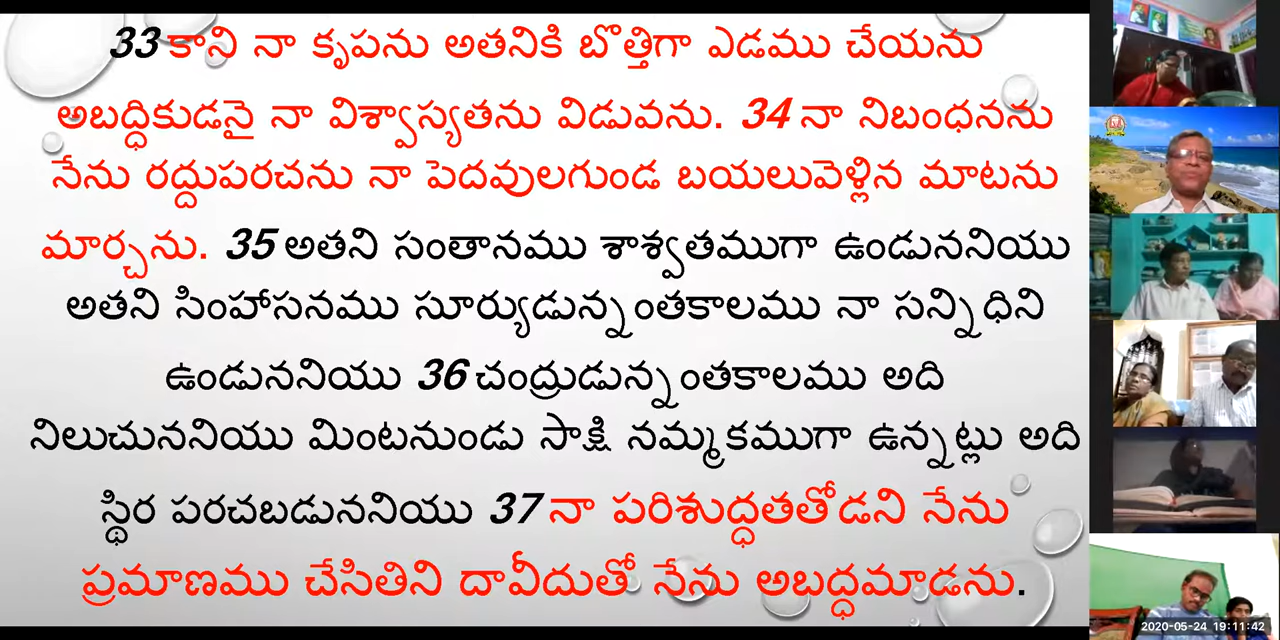 33 కాని నా కృపను అతనికి బొత్తిగా ఎడము చేయను
అబద్ధికుడనై నా విశ్వాస్యతను విడువను. 34 నా నిబంధనను
నేను రద్దుపరచను నా పెదవులగుండ బయలువెళ్లిన మాటను
మార్చను. 35 అతని సంతానము శాశ్వతముగా ఉండుననియు
అతని సింహాసనము సూర్యుడున్నంతకాలము నా సన్నిధిని
ఉండుననియు 36 చంద్రుడున్నంతకాలము అది
నిలుచుననియు మింటనుండు సాక్షి నమ్మకముగా ఉన్నట్లు అది
స్థిర పరచబడుననియు 37 నా పరిశుద్ధతతోడని నేను
ప్రమాణము చేసితిని దావీదుతో నేను అబద్ధమాడను.
2020-05-24 19:11:42